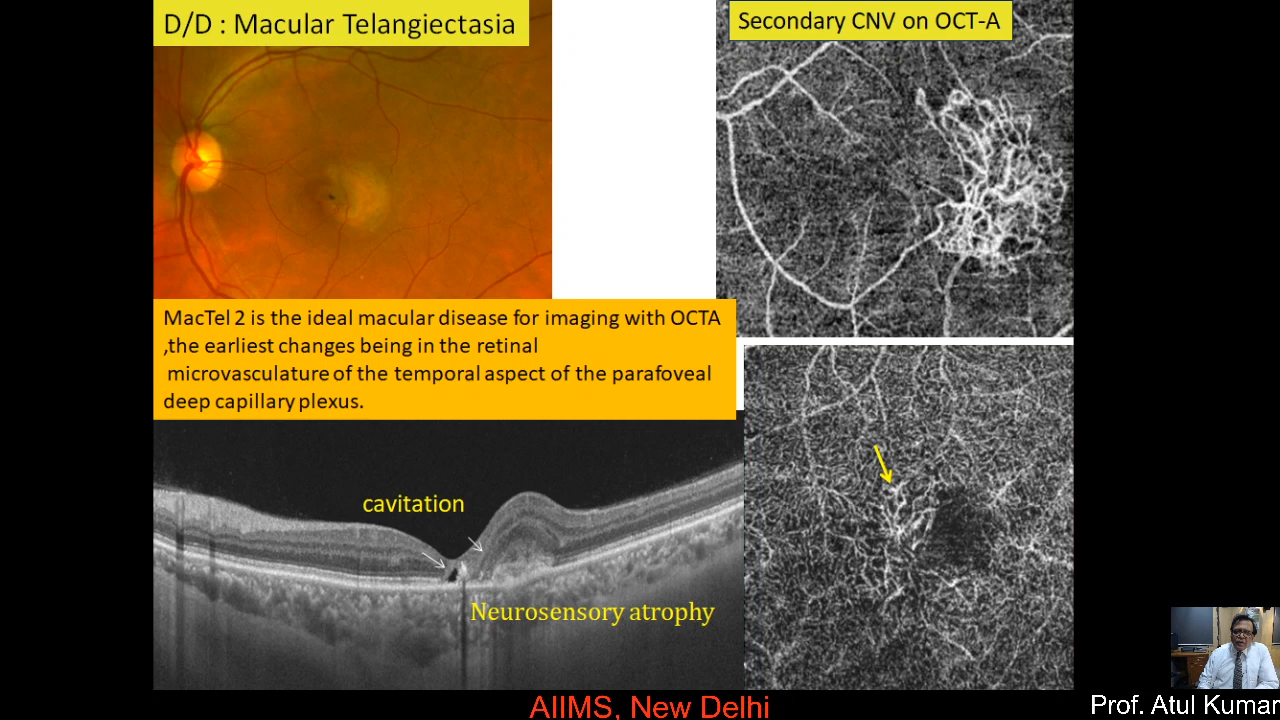 D/D : Macular Telangiectasia
Secondary CNV on OCT-A
MacTel 2 is the ideal macular disease for imaging with OCTA
,the earliest changes being in the retinal
microvasculature of the temporal aspect of the parafoveal
deep capillary plexus.
cavitation
Neurosensory atrophy
AIIMS, New Delhi
Prof. Atul Kumar